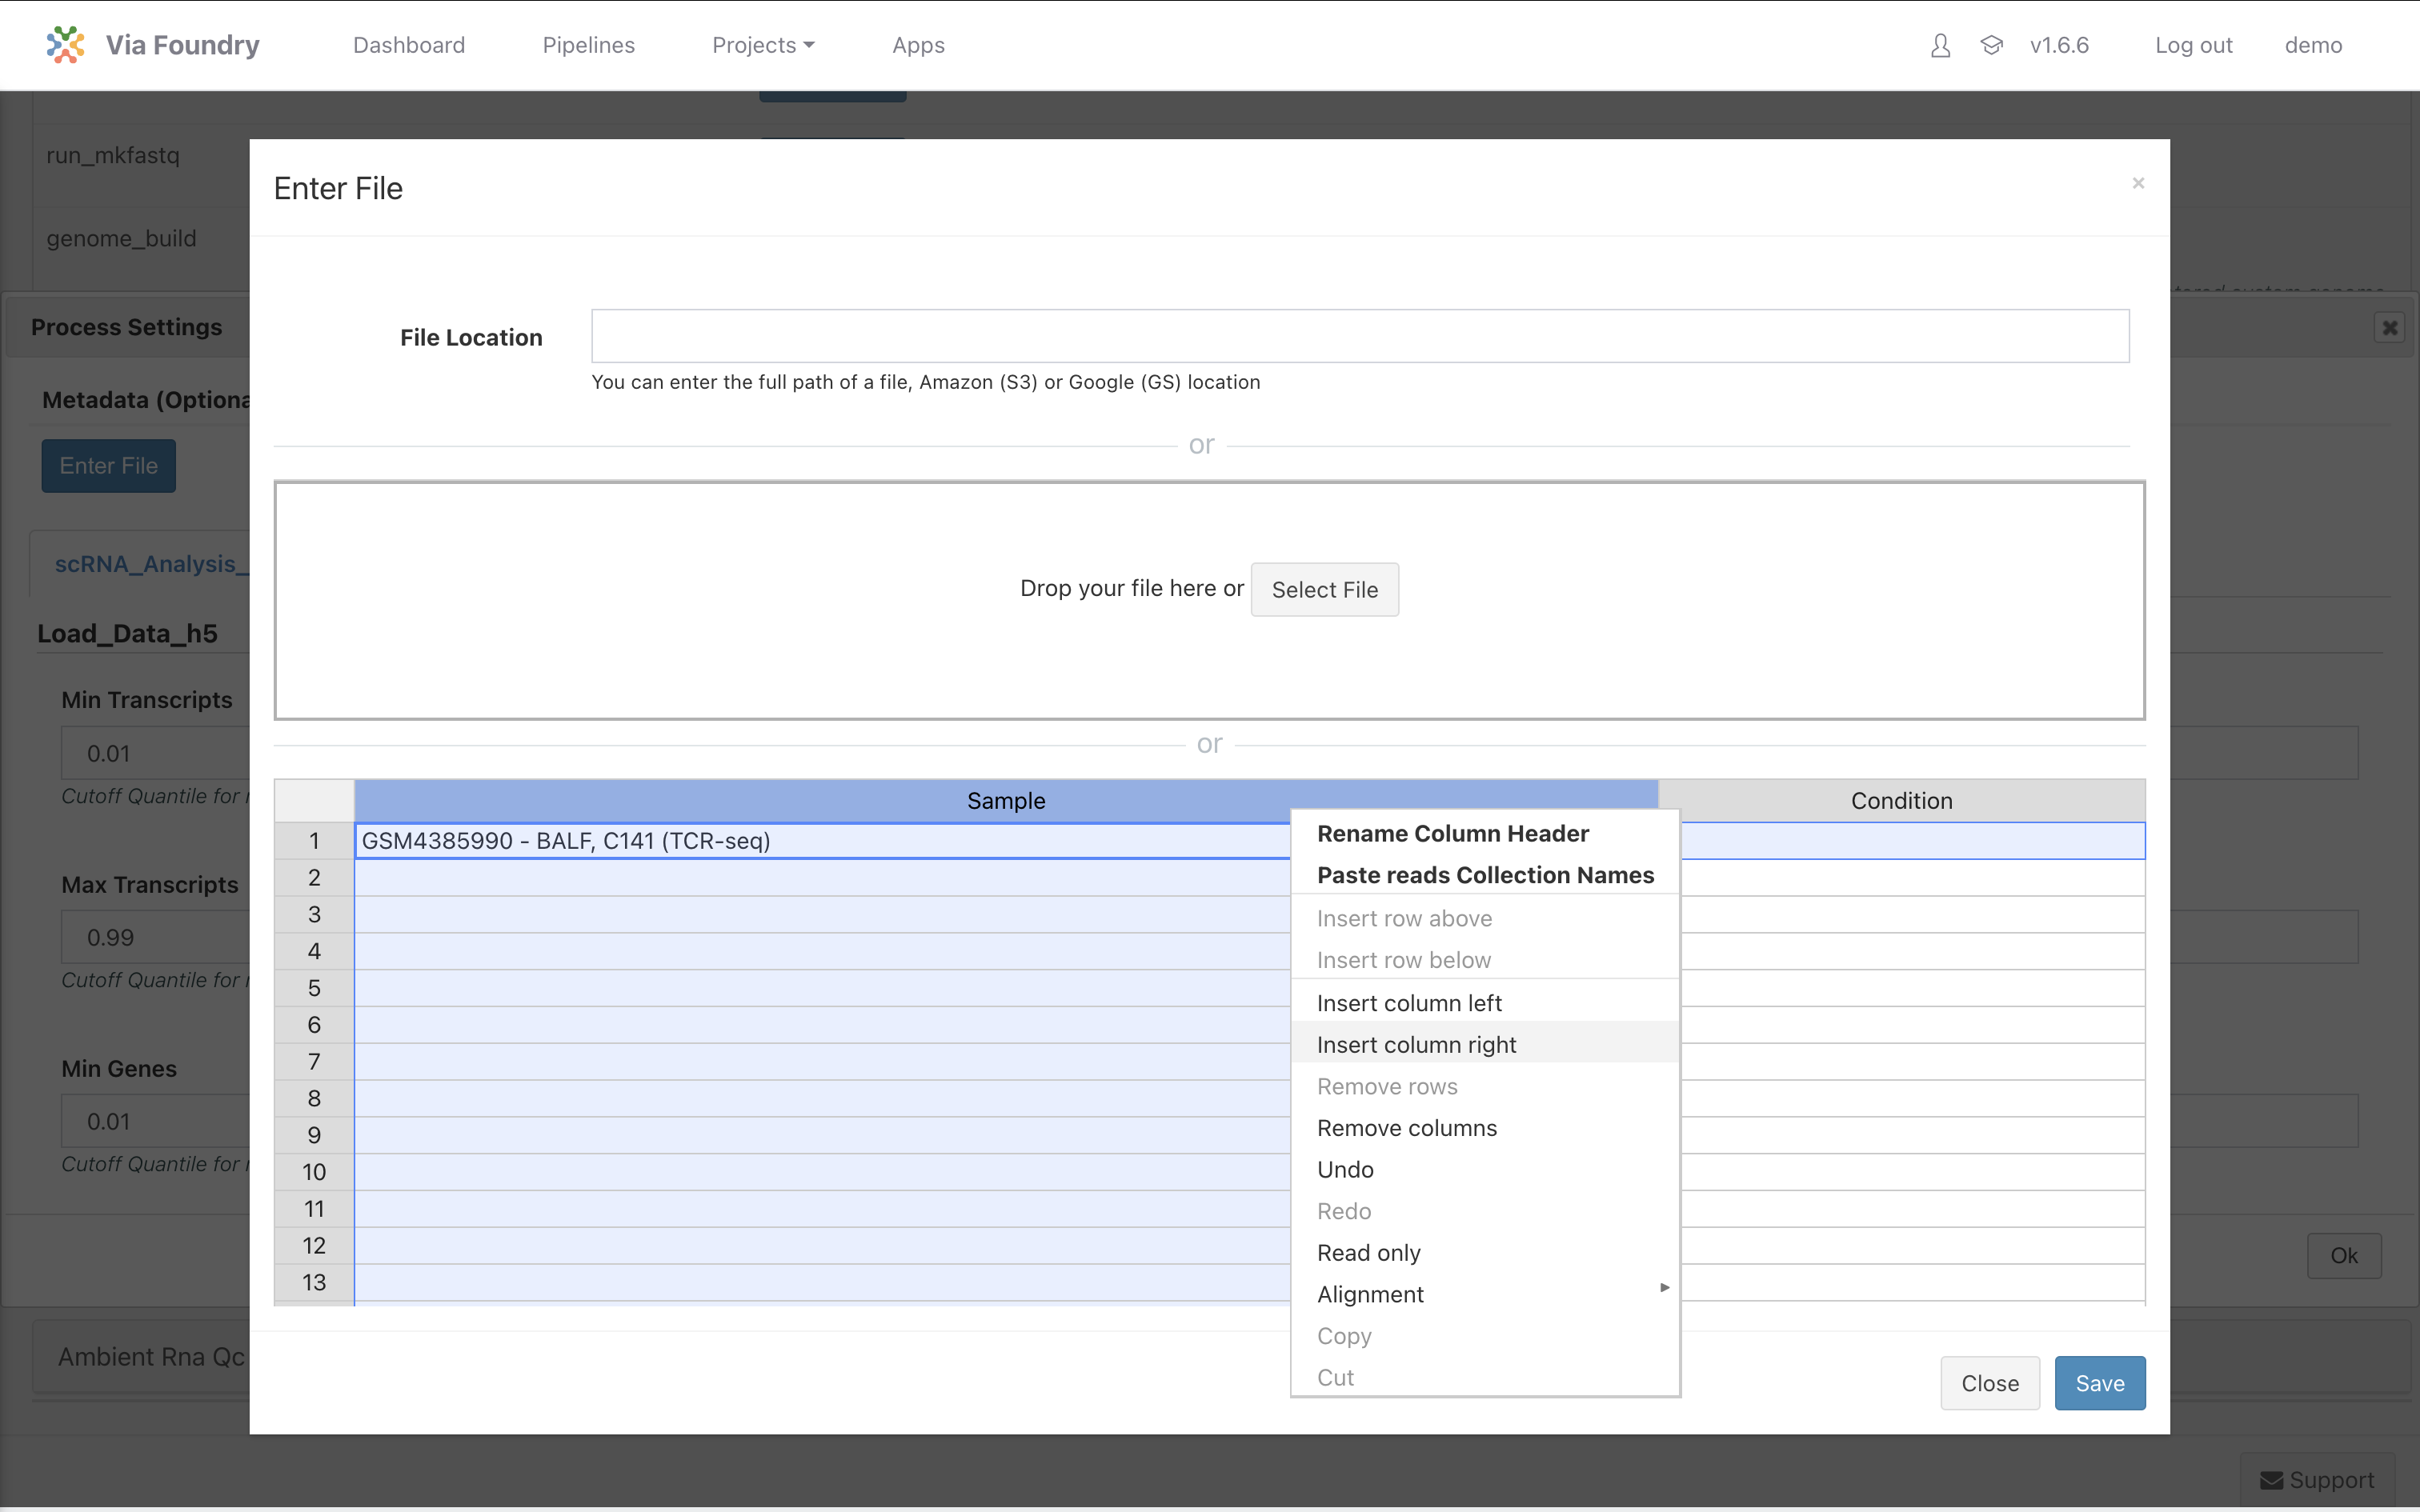 Via Foundry
Dashboard
Pipelines
Projects
Apps
v1.6.6
Log out
demo
run_mkfastq
Enter File
×
genome_build
Process Settings
File Location
You can enter the full path of a file, Amazon (S3) or Google (GS) location
Metadata (Optiona
or
Enter File
scRNA_Analysis_
Drop your file here or
Select File
Load_Data_h5
Min Transcripts
0.01
Cutoff Quantile for
or
Sample
Condition
1
GSM4385990 - BALF, C141 (TCR-seq)
2
3
4
5
6
7
8
9
10
11
12
13
Rename Column Header
Paste reads Collection Names
Insert row above
Insert row below
Insert column left
Insert column right
Remove rows
Remove columns
Undo
Redo
Read only
Alignment
Copy
Cut
Max Transcripts
0.99
Cutoff Quantile for
Min Genes
0.01
Cutoff Quantile for
Ok
Ambient Rna Qc
Close
Save
Support